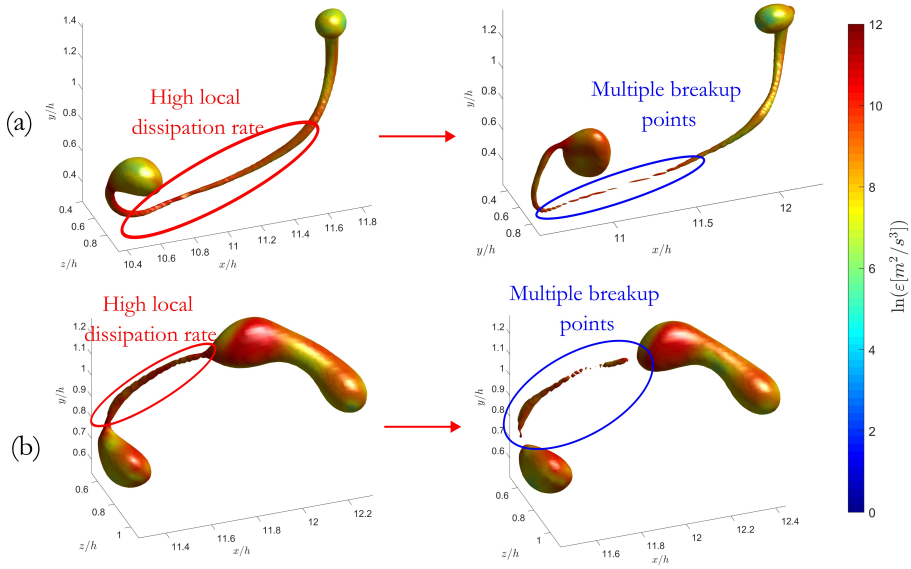 (a)
1.4
1.2
1
0.8
0.6
0.4
y/h
High local
dissipation rate
0.4
0.6
0.8
z/h
10.4
10.6
10.8
11
11.2
11.4
11.6
11.8
x/h
1.2
1
0.8
0.6
0.4
y/h
Multiple breakup
points
0.6
0.8
y/h
11
11.5
12
x/h
(b)
High local
dissipation rate
1.2
1.1
1
0.9
0.8
0.7
0.6
y/h
0.6
0.8
1
z/h
11.4
11.6
11.8
12
12.2
x/h
Multiple breakup
points
1.2
1.1
1
0.9
0.8
0.7
0.6
y/h
0.6
0.8
1
z/h
11.6
11.8
12
12.2
12.4
x/h
12
10
8
6
4
2
0
ln(ε[m²/s³])